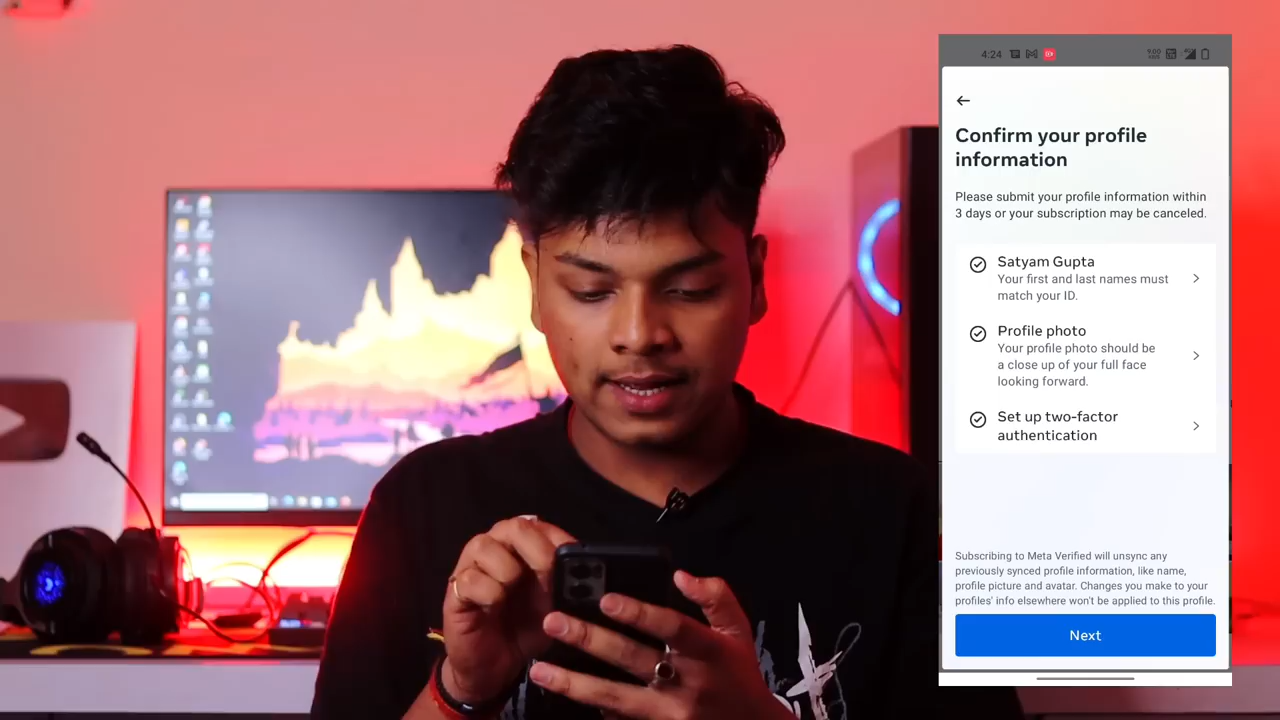 4:24
9.00
KB/S
Confirm your profile
information
Please submit your profile information within
3 days or your subscription may be canceled.
Satyam Gupta
Your first and last names must
match your ID.
Profile photo
Your profile photo should be
a close up of your full face
looking forward.
Set up two-factor
authentication
Subscribing to Meta Verified will unsync any
previously synced profile information, like name,
profile picture and avatar. Changes you make to your
profiles' info elsewhere won't be applied to this profile.
Next